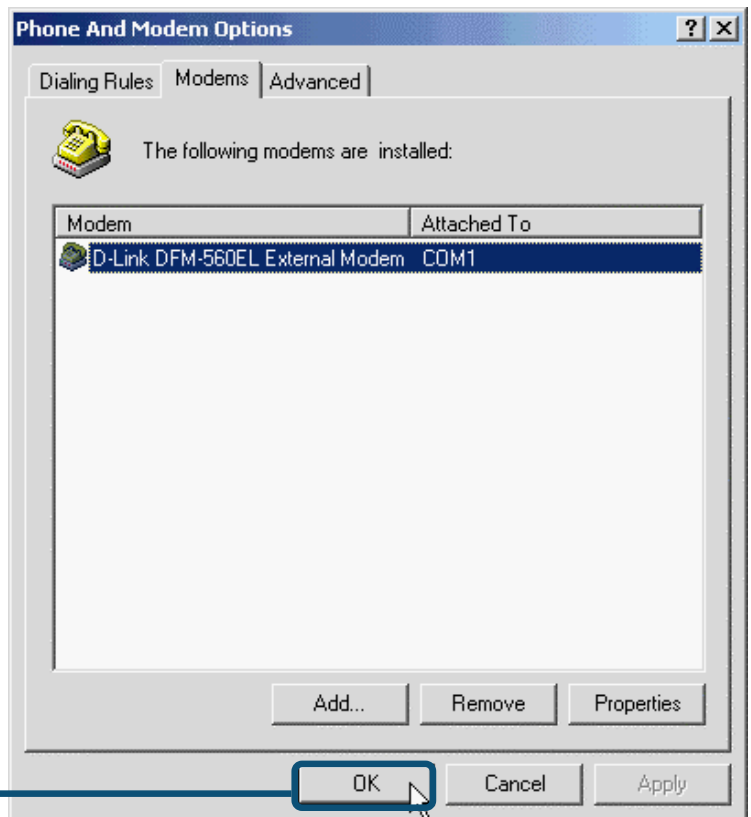 Phone And Modem Options ? X
Dialing Rules Modems Advanced
The following modems are installed:
Modem Attached To
D-Link DFM-560EL External Modem COM1
Add... Remove Properties
OK Cancel Apply